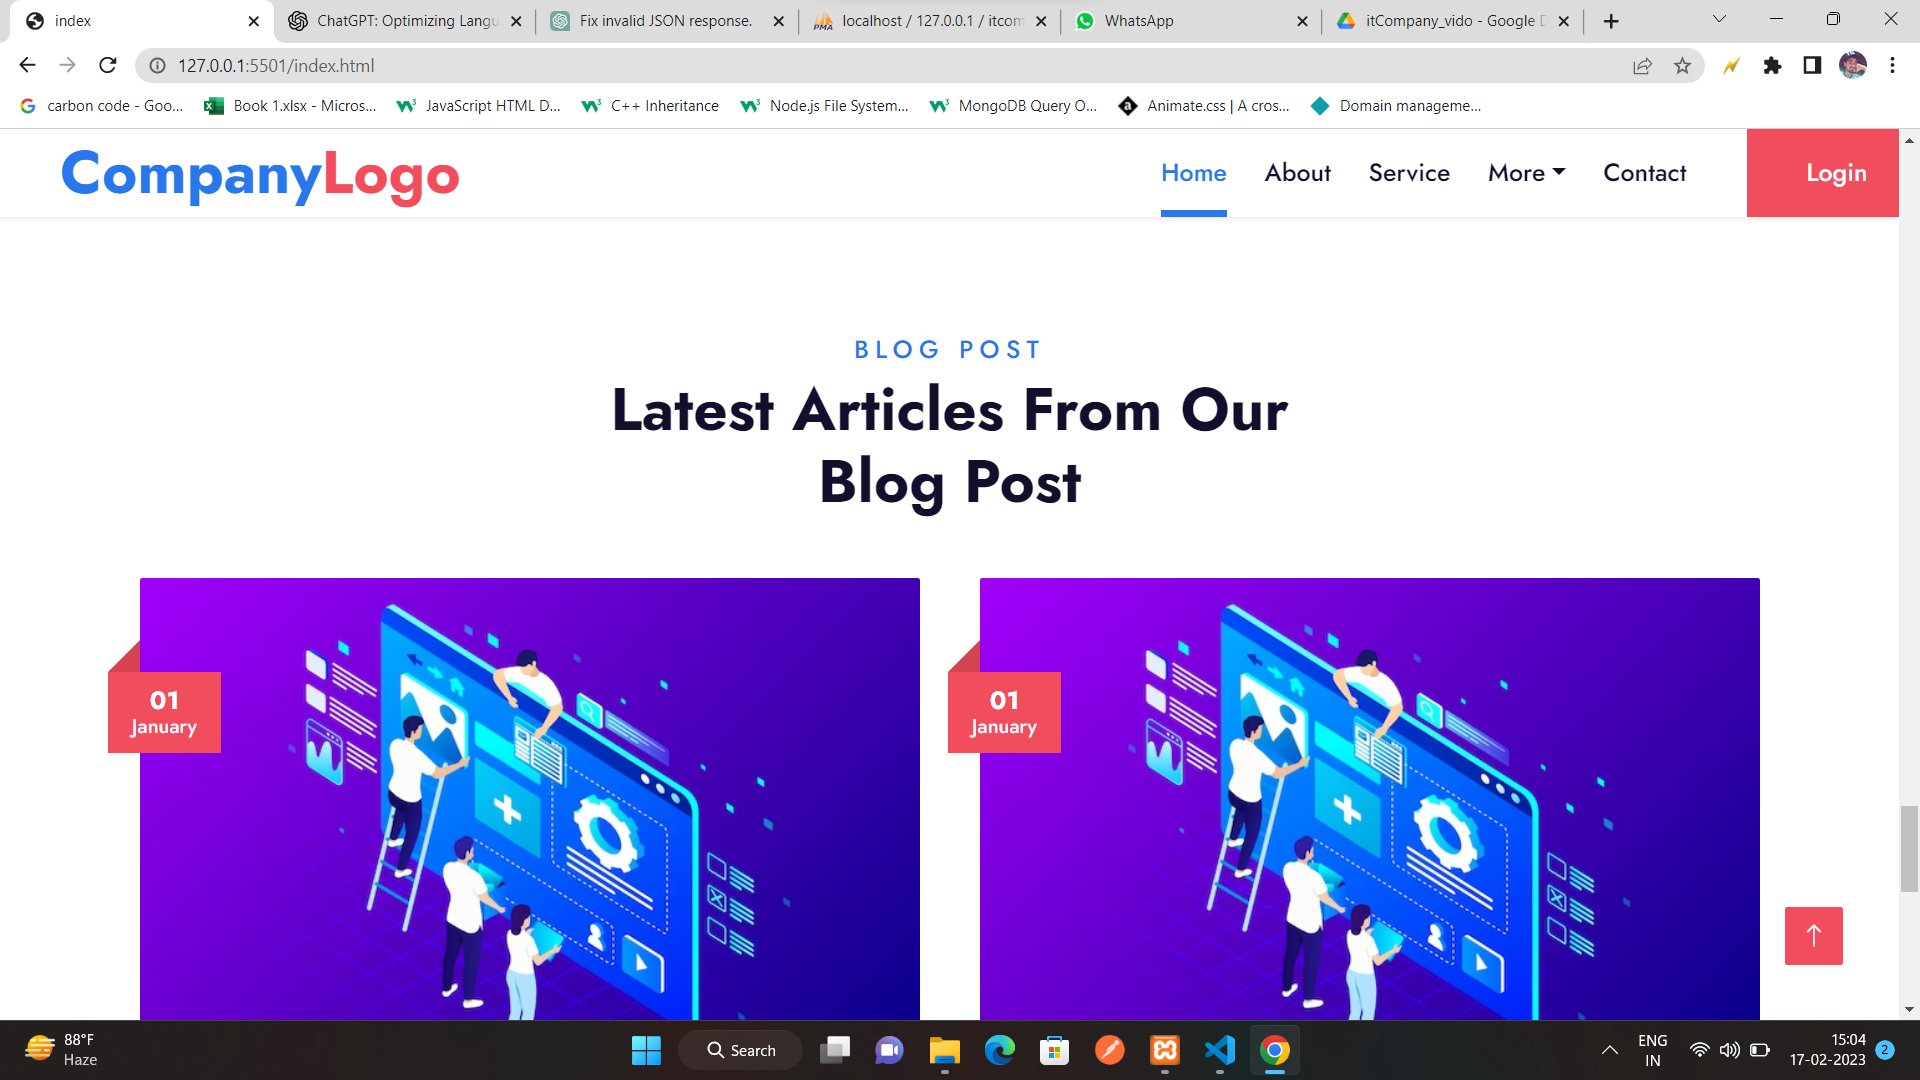 index
ChatGPT: Optimizing Langu
Fix invalid JSON response.
localhost / 127.0.0.1 / itcom
WhatsApp
itCompany_vido - Google D
127.0.0.1:5501/index.html
carbon code - Goo...
Book 1.xlsx - Micros...
JavaScript HTML D...
C++ Inheritance
Node.js File System...
MongoDB Query O...
Animate.css | A cros...
Domain manageme...
CompanyLogo
Home
About
Service
More
Contact
Login
BLOG POST
Latest Articles From Our
Blog Post
01
January
01
January
88°F
Haze
Search
ENG
IN
15:04
17-02-2023
2